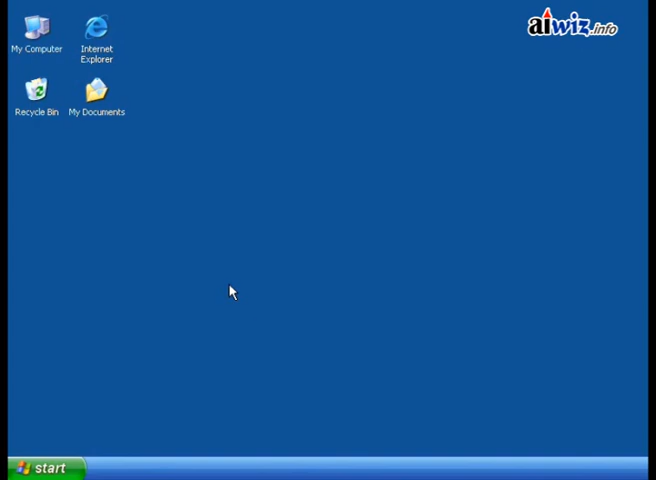 aiwiz.info
My Computer
Internet
Explorer
Recycle Bin
My Documents
start